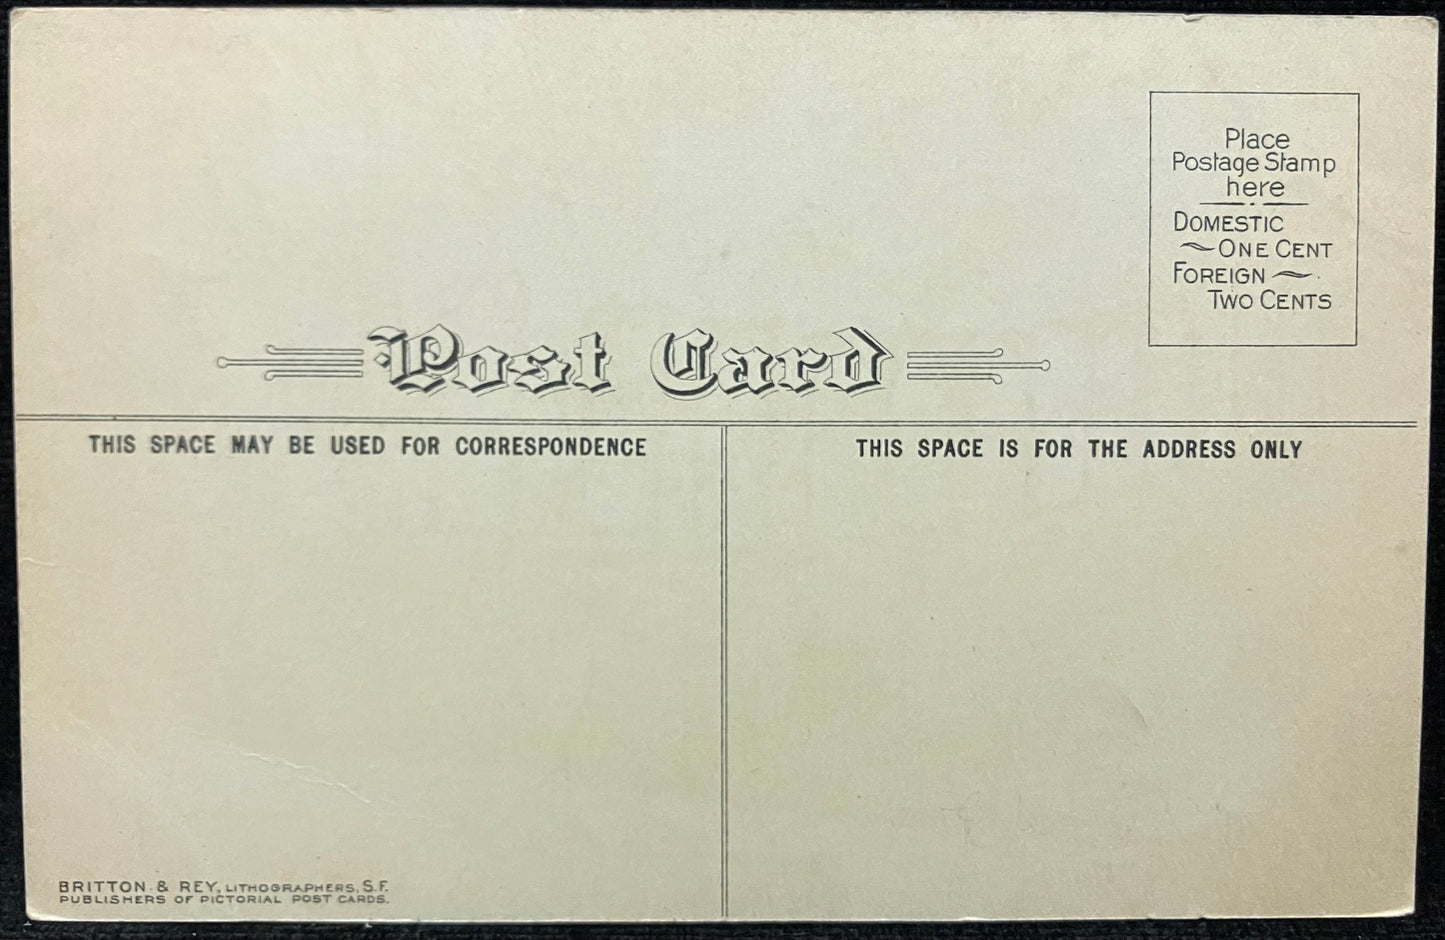 Place
Postage Stamp
here
DOMESTIC
ONE CENT
FOREIGN
TWO CENTS
Post Card
THIS SPACE MAY BE USED FOR CORRESPONDENCE
THIS SPACE IS FOR THE ADDRESS ONLY
BRITTON & REY, LITHOGRAPHERS, S.F.
PUBLISHERS OF PICTORIAL POST CARDS.